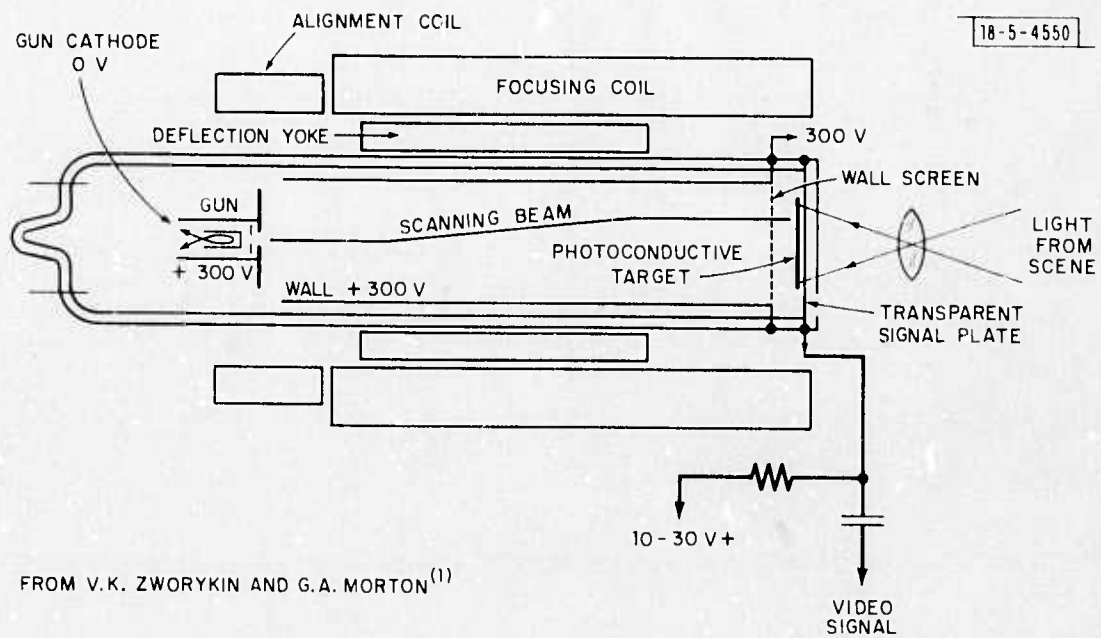 18-5-4550
ALIGNMENT COIL
GUN CATHODE
0 V
FOCUSING COIL
DEFLECTION YOKE
300 V
WALL SCREEN
GUN
SCANNING BEAM
LIGHT
FROM
SCENE
PHOTOCONDUCTIVE
TARGET
+ 300 V
WALL + 300 V
TRANSPARENT
SIGNAL PLATE
10-30 V+
FROM V.K. ZWORYKIN AND G.A. MORTON(1)
VIDEO
SIGNAL